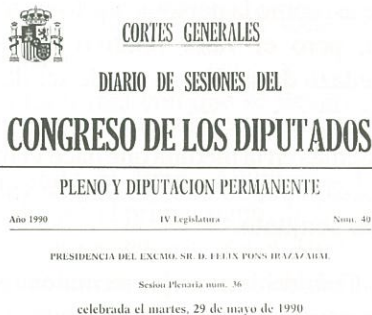 CORTES GENERALES
DIARIO DE SESIONES DEL
CONGRESO DE LOS DIPUTADOS
PLENO Y DIPUTACION PERMANENTE
Año 1990 IV Legislatura Núm. 40
PRESIDENCIA DEL EXCMO. SR. D. FELIX PONS IRAZAZABAL
Sesión Plenaria núm. 36
celebrada el martes, 29 de mayo de 1990